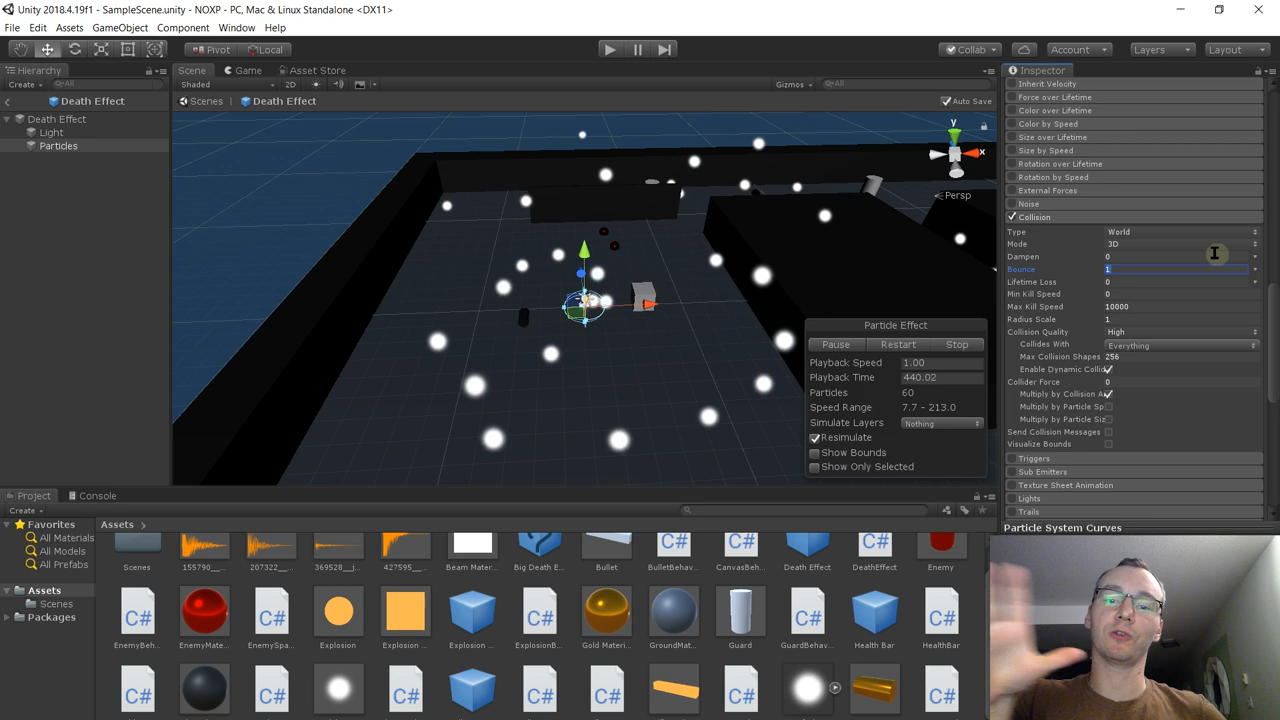 Unity 2018.4.19f1 - SampleScene.unity - NOXP - PC, Mac & Linux Standalone <DX11>
File Edit Assets GameObject Component Window Help
Pivot Local Collab Account Layers Layout
Hierarchy Scene Game Asset Store Inspector
Create All Shaded 2D Gizmos All
Death Effect Scenes Death Effect Auto Save
Death Effect
Light
Particles
y
x
Persp
Inherit Velocity
Force over Lifetime
Color over Lifetime
Color by Speed
Size over Lifetime
Size by Speed
Rotation over Lifetime
Rotation by Speed
External Forces
Noise
Collision
Type World
Mode 3D
Dampen 0
Bounce 1
Lifetime Loss 0
Min Kill Speed 0
Max Kill Speed 10000
Radius Scale 1
Collision Quality High
Collides With Everything
Max Collision Shapes 256
Enable Dynamic Collid
Collider Force 0
Multiply by Collision A
Multiply by Particle Sp
Multiply by Particle Siz
Send Collision Messages
Visualize Bounds
Triggers
Sub Emitters
Texture Sheet Animation
Lights
Trails
Particle System Curves
Particle Effect
Pause Restart Stop
Playback Speed 1.00
Playback Time 440.02
Particles 60
Speed Range 7.7 - 213.0
Simulate Layers Nothing
Resimulate
Show Bounds
Show Only Selected
Project Console
Create
Favorites
All Materials
All Models
All Prefabs
Assets
Scenes
Packages
Assets
Scenes 155790__... 207322__... 369528__j... 427595__... Beam Mater... Big Death E... Bullet BulletBehav... CanvasBeh... Death Effect DeathEffect Enemy
C# C# C# C#
EnemyBeh... EnemyMate... EnemySpa... Explosion Explosion ... Explosion ... ExplosionB... Gold Materi... GroundMat... Guard GuardBehav... Health Bar HealthBar
C# C# C# C# C#
C# C# C# C# C#